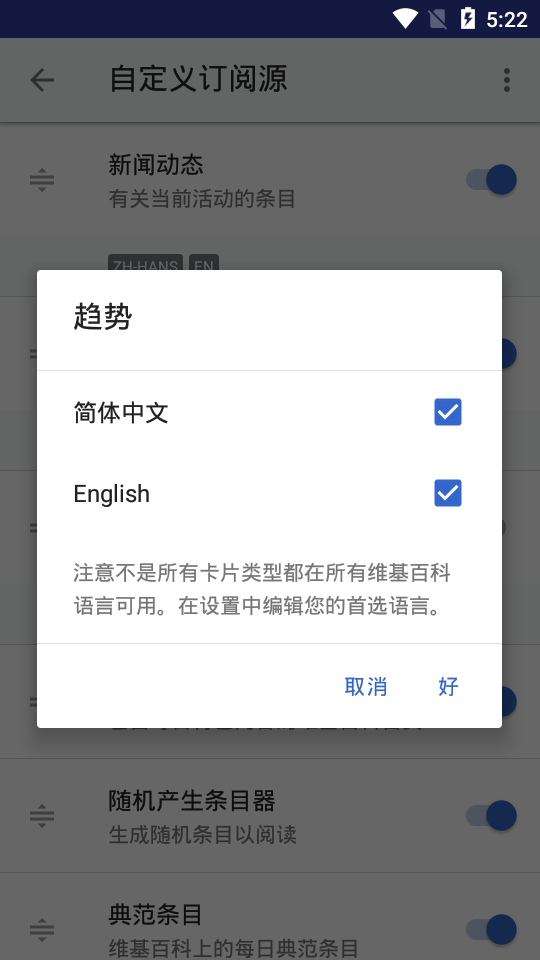 5:22
自定义订阅源
新闻动态
有关当前活动的条目
ZH-HANS EN
趋势
简体中文
English
注意不是所有卡片类型都在所有维基百科
语言可用。在设置中编辑您的首选语言。
取消 好
随机产生条目器
生成随机条目以阅读
典范条目
维基百科上的每日典范条目